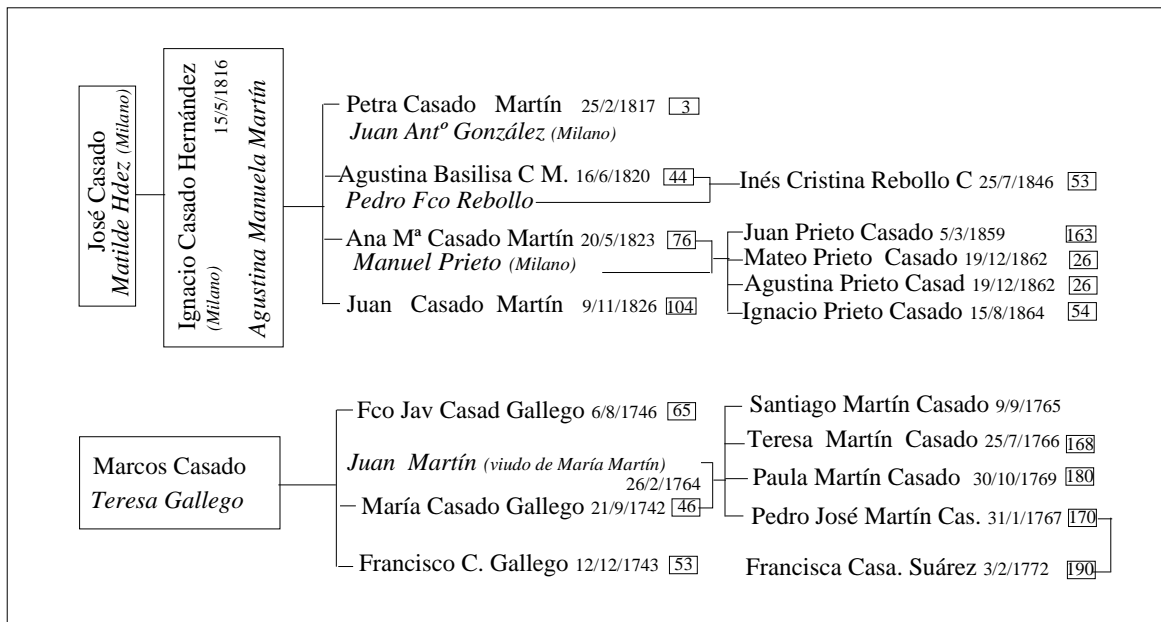 José Casado
Matilde Hdez (Milano)
Ignacio Casado Hernández
(Milano) 15/5/1816
Agustina Manuela Martín
Petra Casado Martín 25/2/1817 3
Juan Antº González (Milano)
Agustina Basilisa C M. 16/6/1820 44
Pedro Fco Rebollo
Inés Cristina Rebollo C 25/7/1846 53
Ana Mª Casado Martín 20/5/1823 76
Manuel Prieto (Milano)
Juan Prieto Casado 5/3/1859 163
Mateo Prieto Casado 19/12/1862 26
Agustina Prieto Casad 19/12/1862 26
Ignacio Prieto Casado 15/8/1864 54
Juan Casado Martín 9/11/1826 104
Marcos Casado
Teresa Gallego
Fco Jav Casad Gallego 6/8/1746 65
Juan Martín (viudo de María Martín)
26/2/1764
María Casado Gallego 21/9/1742 46
Francisco C. Gallego 12/12/1743 53
Santiago Martín Casado 9/9/1765
Teresa Martín Casado 25/7/1766 168
Paula Martín Casado 30/10/1769 180
Pedro José Martín Cas. 31/1/1767 170
Francisca Casa. Suárez 3/2/1772 190